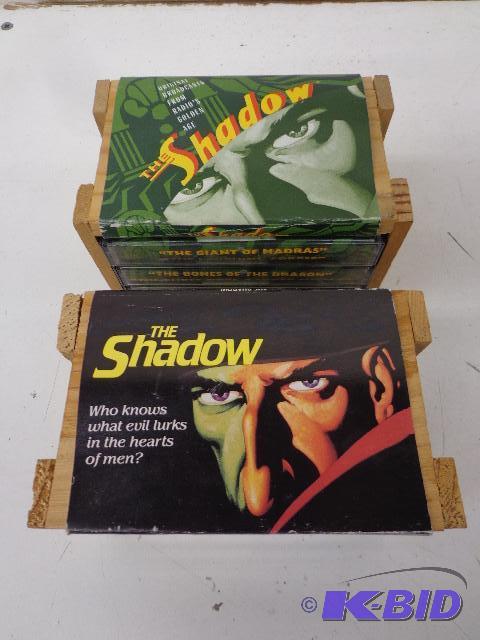 ORIGINAL
BROADCASTS
FROM
RADIO'S
GOLDEN
AGE
THE Shadow
"THE GIANT OF MADRAS"
"THE BONES OF THE DRAGON"
THE
Shadow
Who knows
what evil lurks
in the hearts
of men?
© K-BID